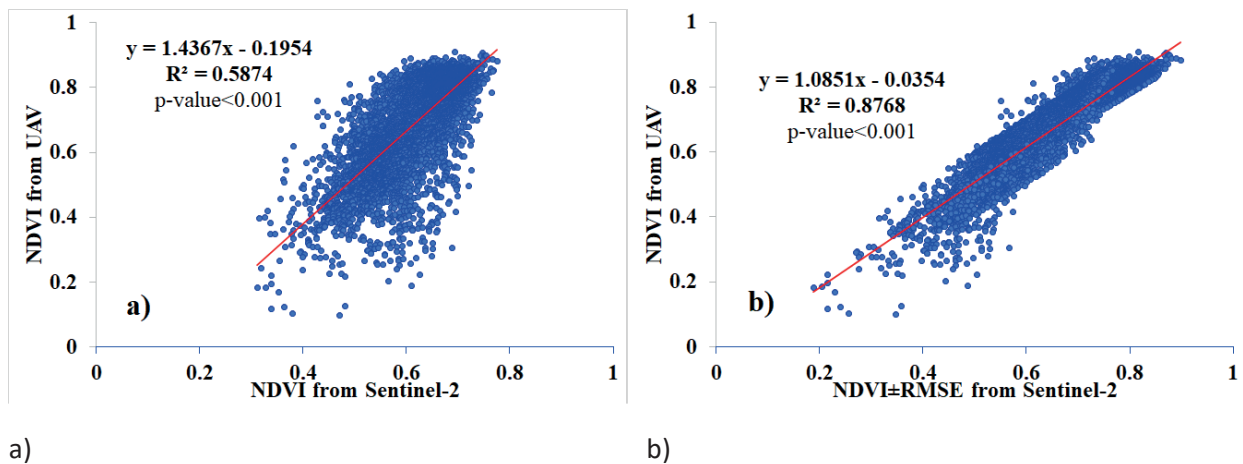 1
y = 1.4367x - 0.1954
R² = 0.5874
p-value<0.001
0.8
0.6
0.4
0.2
0
NDVI from UAV
a)
0
0.2
0.4
0.6
0.8
1
NDVI from Sentinel-2
1
y = 1.0851x - 0.0354
R² = 0.8768
p-value<0.001
0.8
0.6
0.4
0.2
0
NDVI from UAV
b)
0
0.2
0.4
0.6
0.8
1
NDVI±RMSE from Sentinel-2
a)
b)